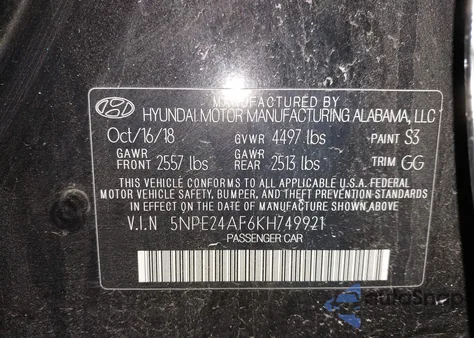 MANUFACTURED BY
HYUNDAI MOTOR MANUFACTURING ALABAMA, LLC
Oct/16/18 GVWR 4497 lbs PAINT S3
GAWR FRONT 2557 lbs GAWR REAR 2513 lbs TRIM GG
THIS VEHICLE CONFORMS TO ALL APPLICABLE U.S.A. FEDERAL
MOTOR VEHICLE SAFETY, BUMPER, AND THEFT PREVENTION STANDARDS
IN EFFECT ON THE DATE OF MANUFACTURE SHOWN ABOVE.
V.I.N 5NPE24AF6KH749921
PASSENGER CAR
autoSnap